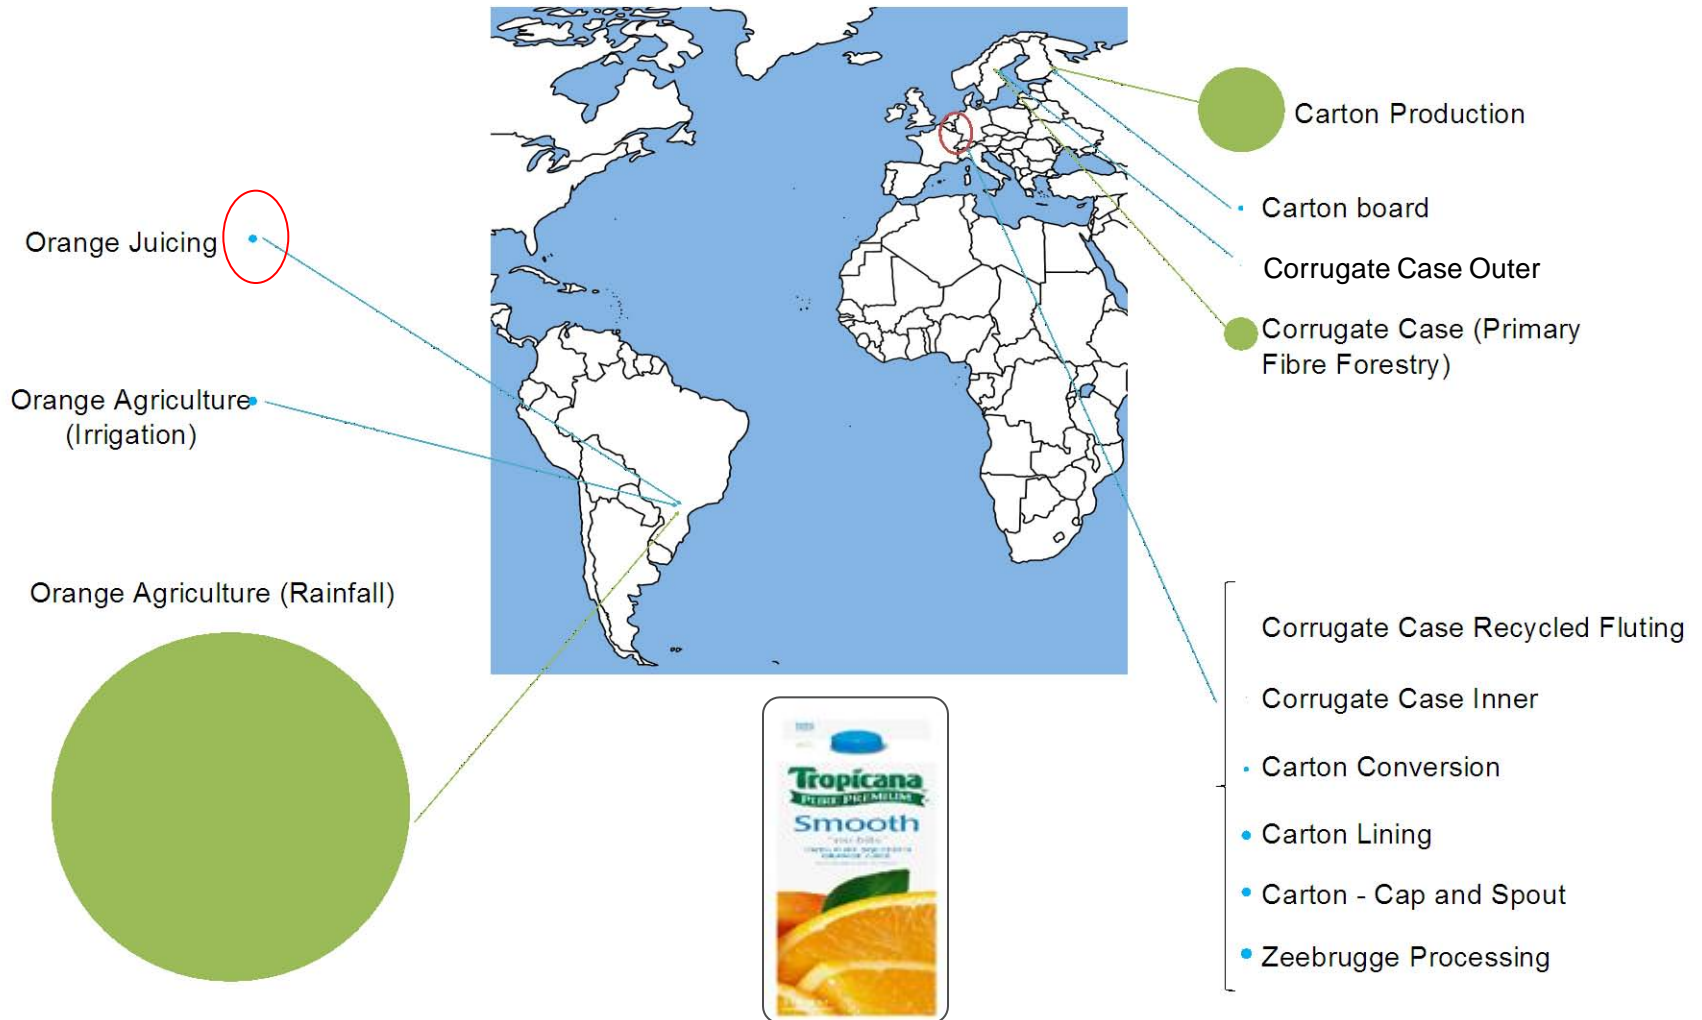 Carton Production
Carton board
Orange Juicing
Corrugate Case Outer
Corrugate Case (Primary
Fibre Forestry)
Orange Agriculture
(Irrigation)
Orange Agriculture (Rainfall)
Corrugate Case Recycled Fluting
Corrugate Case Inner
Carton Conversion
Carton Lining
Carton - Cap and Spout
Zeebrugge Processing
Tropicana
PURE PREMIUM
Smooth